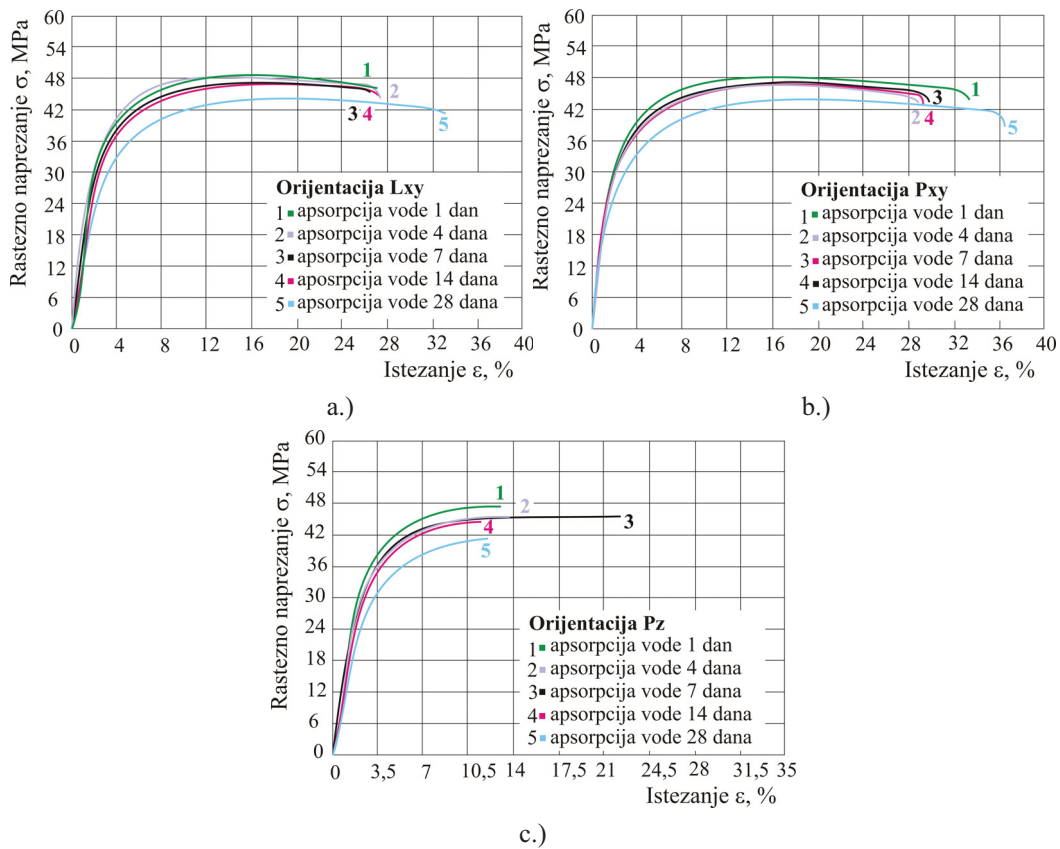 Rastezno naprezanje σ, MPa
60
54
48
42
36
30
24
18
12
6
0
1
2
3 4
5
Orijentacija Lxy
1 apsorpcija vode 1 dan
2 apsorpcija vode 4 dana
3 apsorpcija vode 7 dana
4 aposrpcija vode 14 dana
5 apsorpcija vode 28 dana
0 4 8 12 16 20 24 28 32 36 40
Istezanje ε, %
a.)
Rastezno naprezanje σ, MPa
60
54
48
42
36
30
24
18
12
6
0
1
3
2 4
5
Orijentacija Pxy
1 apsorpcija vode 1 dan
2 apsorpcija vode 4 dana
3 apsorpcija vode 7 dana
4 apsorpcija vode 14 dana
5 apsorpcija vode 28 dana
0 4 8 12 16 20 24 28 32 36 40
Istezanje ε, %
b.)
Rastezno naprezanje σ, MPa
60
54
48
42
36
30
24
18
12
6
0
1
2
3
4
5
Orijentacija Pz
1 apsorpcija vode 1 dan
2 apsorpcija vode 4 dana
3 apsorpcija vode 7 dana
4 apsorpcija vode 14 dana
5 apsorpcija vode 28 dana
0 3,5 7 10,5 14 17,5 21 24,5 28 31,5 35
Istezanje ε, %
c.)